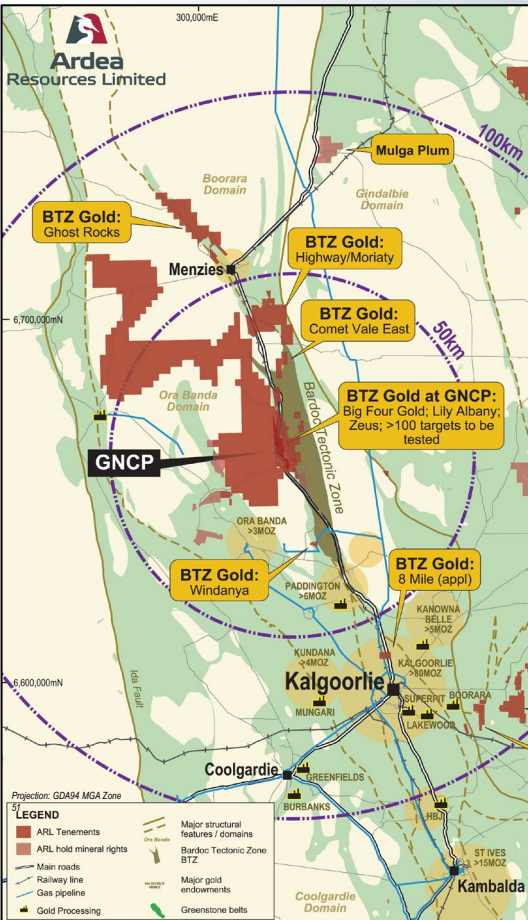 300,000mE
Ardea
Resources Limited
100km
Mulga Plum
Boorara
Domain
Gindalbie
Domain
BTZ Gold:
Ghost Rocks
BTZ Gold:
Highway/Moriaty
Menzies
6,700,000mN
BTZ Gold:
Comet Vale East
50km
Ora Banda
Domain
Bardoc Tectonic Zone
BTZ Gold at GNCP:
Big Four Gold; Lily Albany;
Zeus; >100 targets to be
tested
GNCP
ORA BANDA
>3MOZ
BTZ Gold:
Windanya
BTZ Gold:
8 Mile (appl)
PADDINGTON
>6MOZ
KANOWNA
BELLE
>5MOZ
KUNDANA
>4MOZ
KALGOORLIE
>80MOZ
Kalgoorlie
6,600,000mN
Ida Fault
MUNGARI
SUPERPIT
BOORARA
LAKEWOOD
Coolgardie
GREENFIELDS
BURBANKS
HBJ
ST IVES
>15MOZ
Kambalda
Coolgardie
Domain
Projection: GDA94 MGA Zone
51
LEGEND
ARL Tenements
ARL hold mineral rights
Main roads
Railway line
Gas pipeline
Gold Processing
Ora Banda
Major structural
features / domains
Bardoc Tectonic Zone
BTZ
Major gold
endowments
Greenstone belts